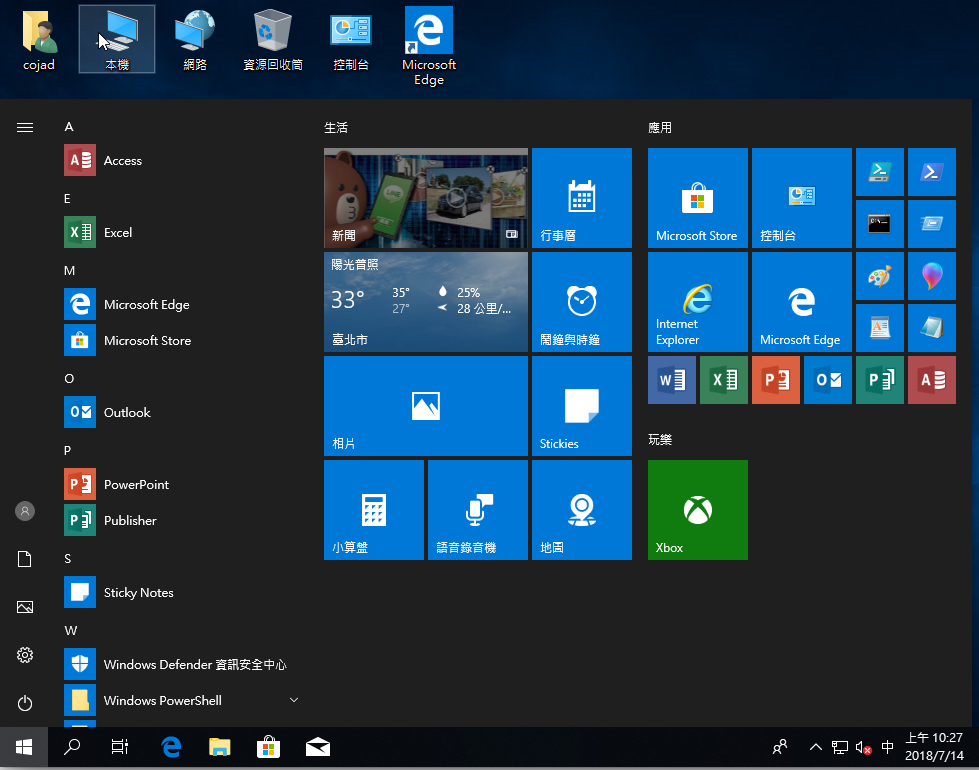 cojad
本機
網路
資源回收筒
控制台
Microsoft
Edge
A
Access
E
Excel
M
Microsoft Edge
Microsoft Store
O
Outlook
P
PowerPoint
Publisher
S
Sticky Notes
W
Windows Defender 資訊安全中心
Windows PowerShell
生活
LINE
新聞
行事曆
陽光普照
33°
35°
27°
25%
28 公里/...
臺北市
鬧鐘與時鐘
相片
Stickies
小算盤
語音錄音機
地圖
應用
Microsoft Store
控制台
Internet
Explorer
Microsoft Edge
玩樂
Xbox
中
上午 10:27
2018/7/14